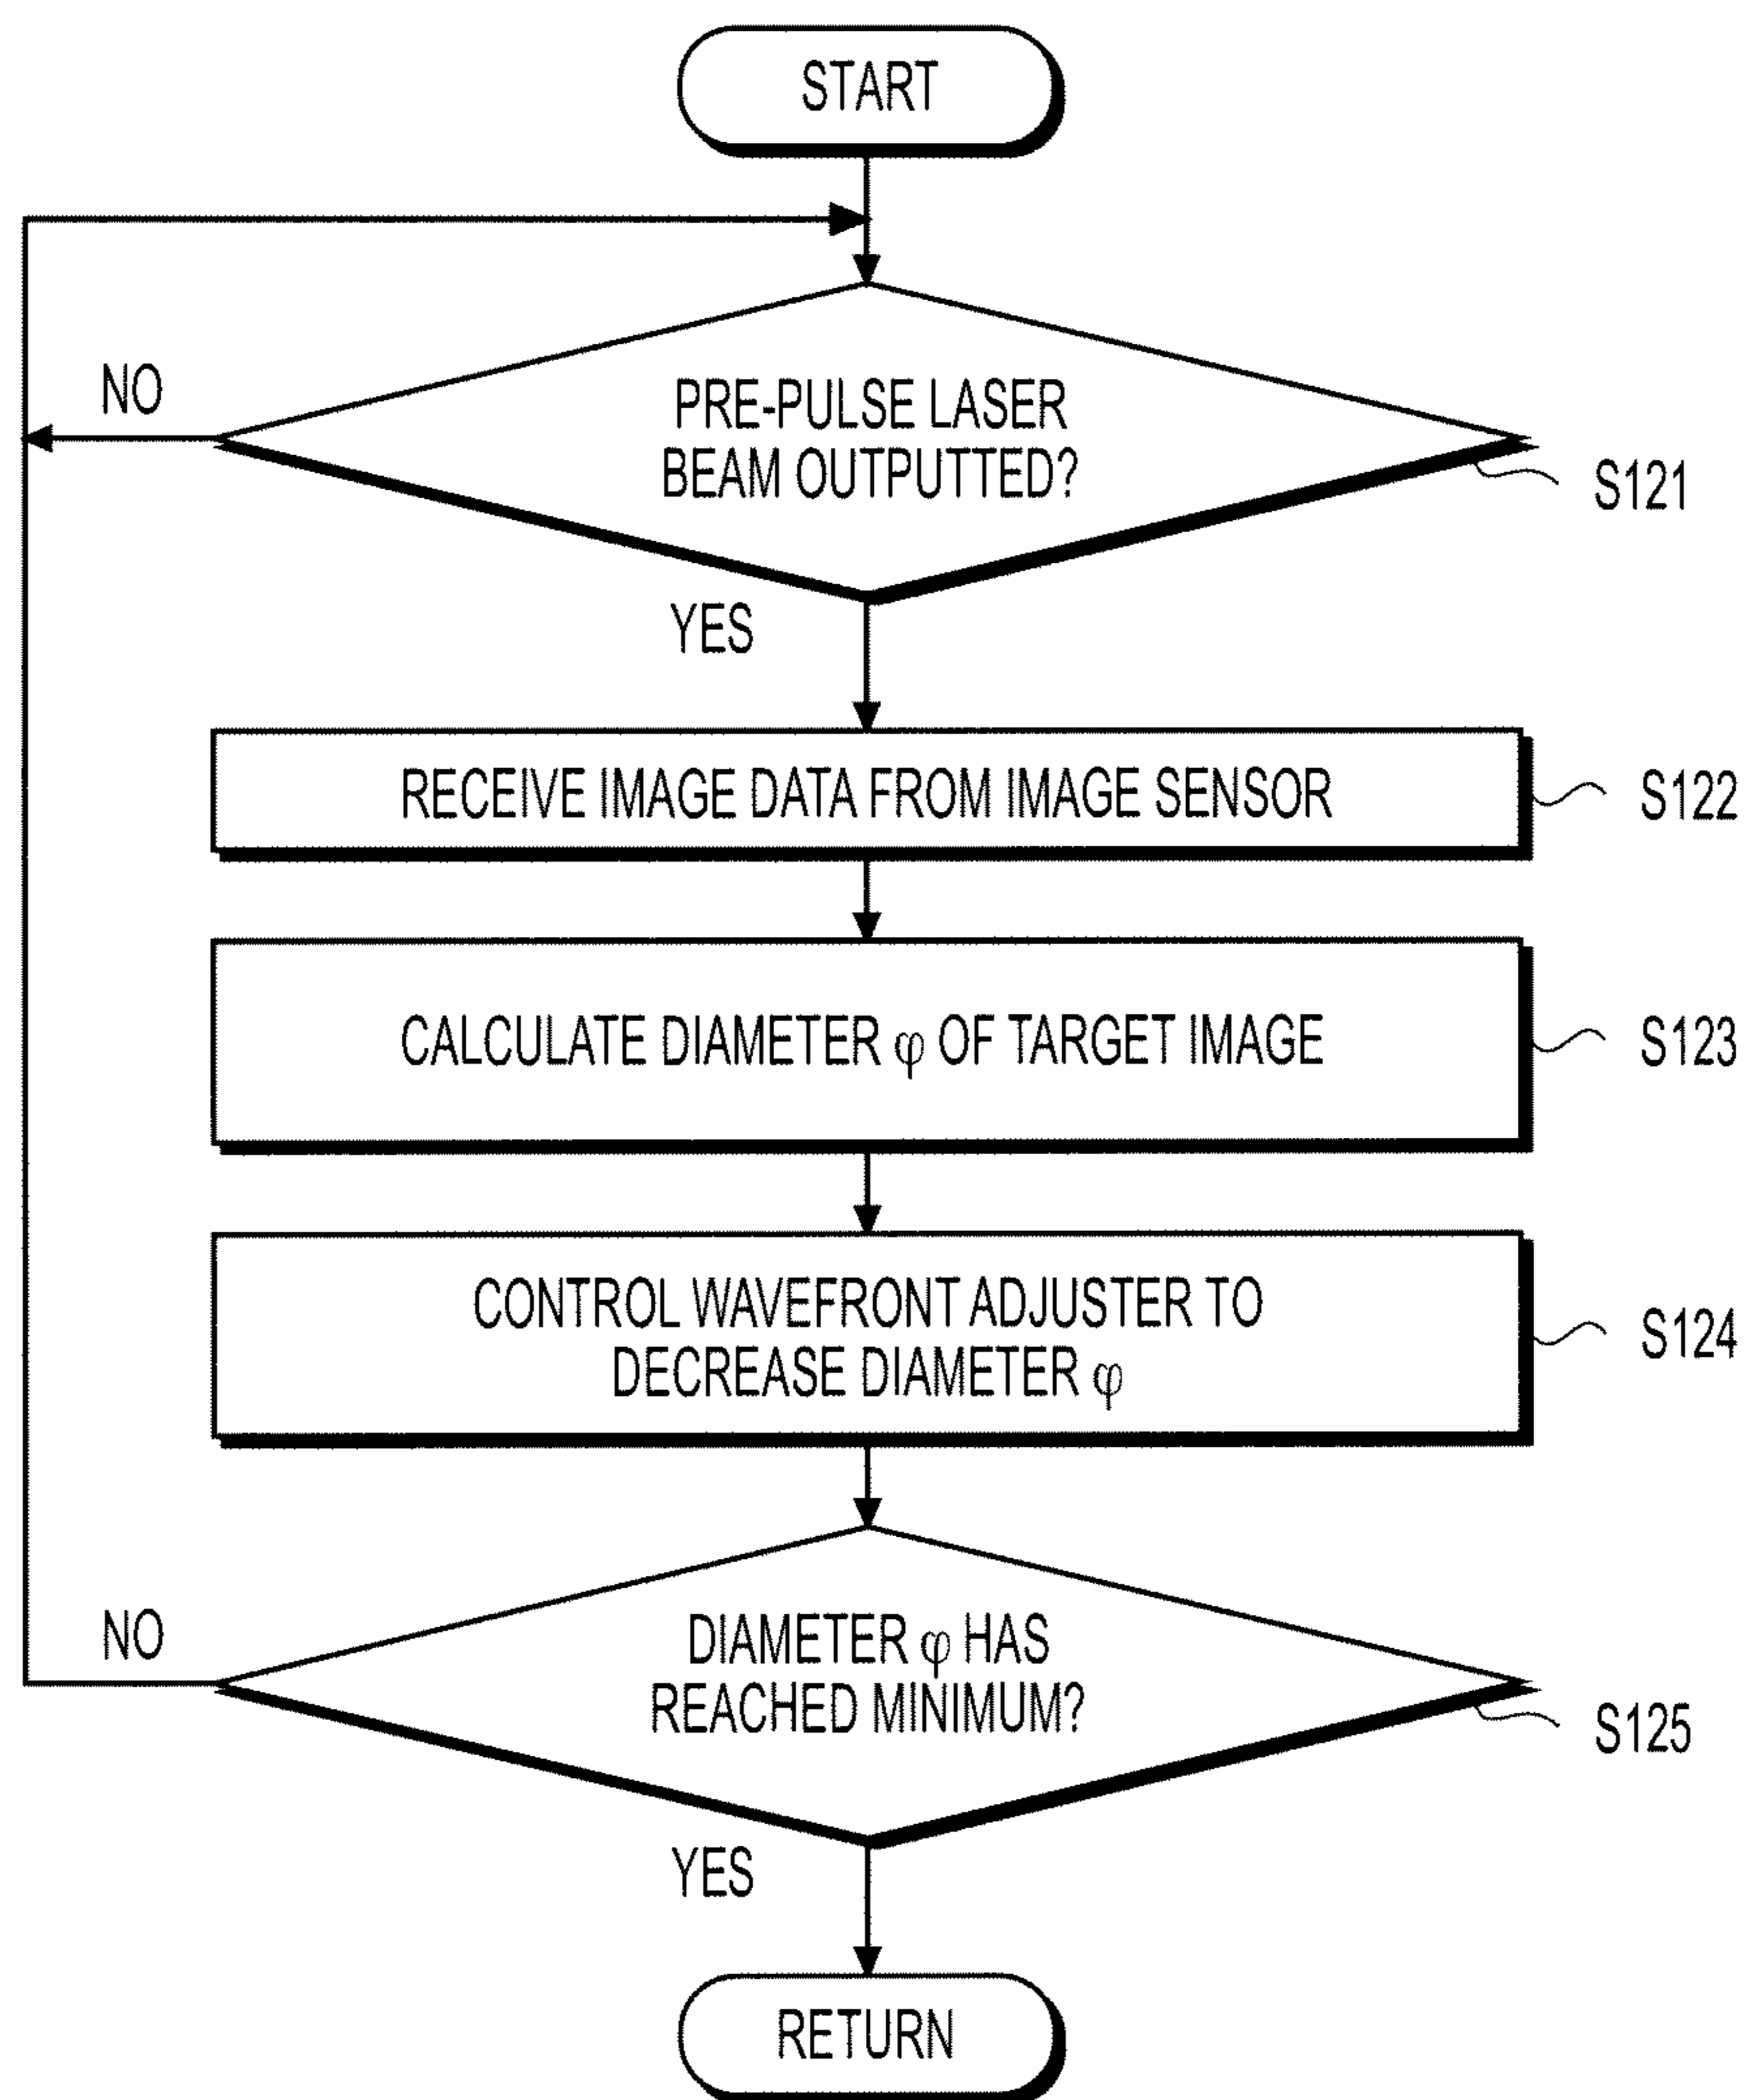 START
NO
PRE-PULSE LASER
BEAM OUTPUTTED?
S121
YES
RECEIVE IMAGE DATA FROM IMAGE SENSOR
S122
CALCULATE DIAMETER φ OF TARGET IMAGE
S123
CONTROL WAVEFRONT ADJUSTER TO
DECREASE DIAMETER φ
S124
NO
DIAMETER φ HAS
REACHED MINIMUM?
S125
YES
RETURN